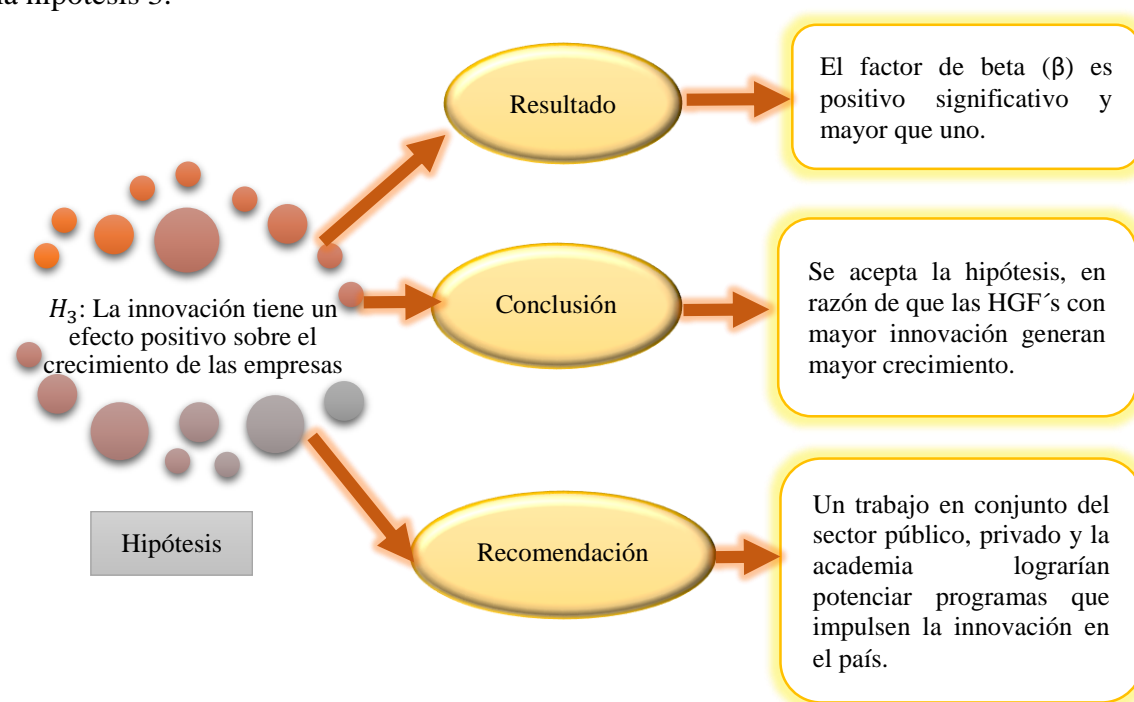 la hipótesis 3.
Resultado
El factor de beta (β) es
positivo significativo y
mayor que uno.
H₃: La innovación tiene un
efecto positivo sobre el
crecimiento de las empresas
Conclusión
Se acepta la hipótesis, en
razón de que las HGF´s con
mayor innovación generan
mayor crecimiento.
Hipótesis
Recomendación
Un trabajo en conjunto del
sector público, privado y la
academia lograrían
potenciar programas que
impulsen la innovación en
el país.